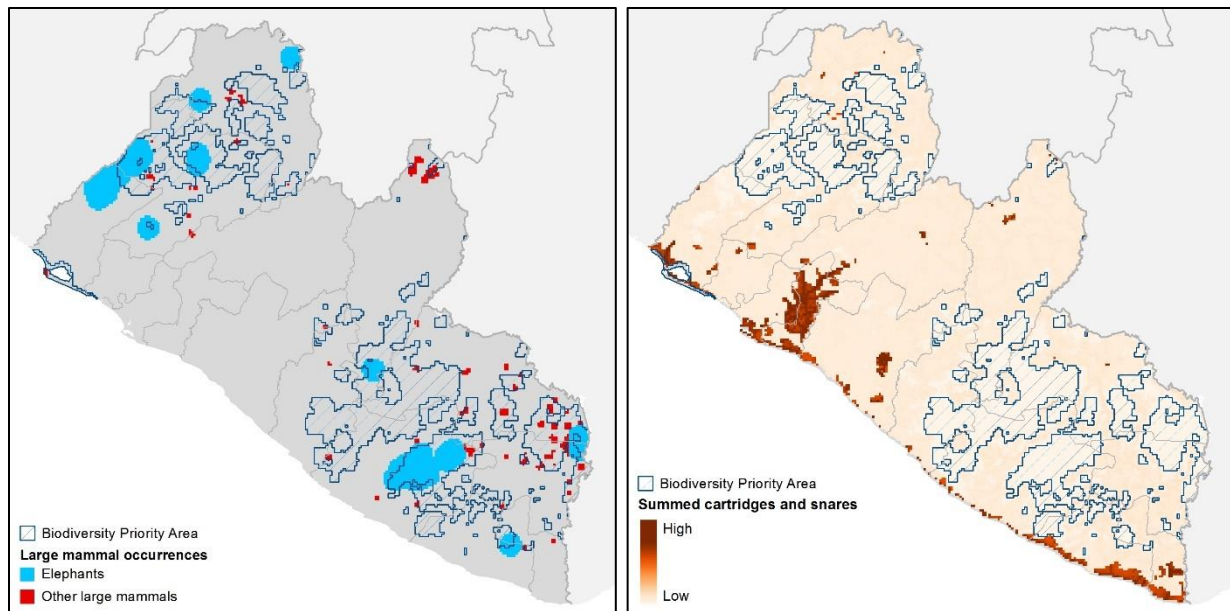 Biodiversity Priority Area
Large mammal occurrences
Elephants
Other large mammals
Biodiversity Priority Area
Summed cartridges and snares
High
Low